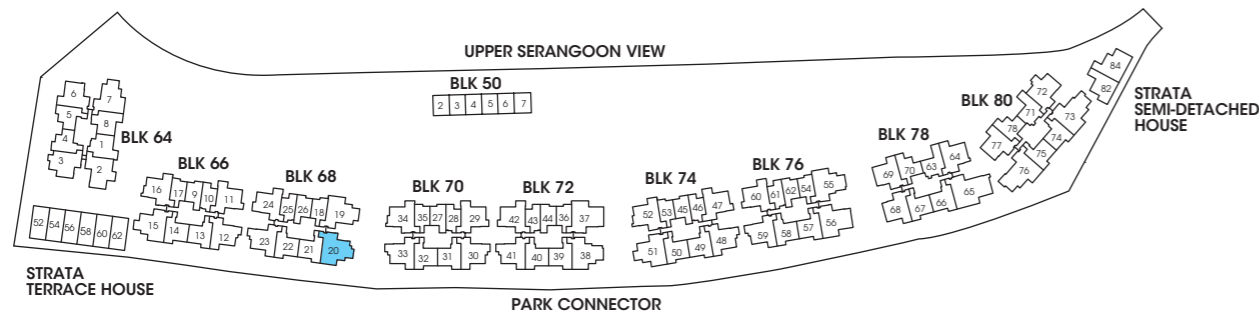 UPPER SERANGOON VIEW
BLK 50
2 3 4 5 6 7
BLK 64
6 7
5 8
4 1
3 2
BLK 66
16 17 9 10 11
15 14 13 12
BLK 68
24 25 26 18 19
23 22 21 20
BLK 70
34 35 27 28 29
33 32 31 30
BLK 72
42 43 44 36 37
41 40 39 38
BLK 74
52 53 45 46 47
51 50 49 48
BLK 76
60 61 62 54 55
59 58 57 56
BLK 78
69 70 63 64
68 67 66 65
BLK 80
72
71 73
78 74
77 75
76
84
82
STRATA
SEMI-DETACHED
HOUSE
52 54 56 58 60 62
STRATA
TERRACE HOUSE
PARK CONNECTOR